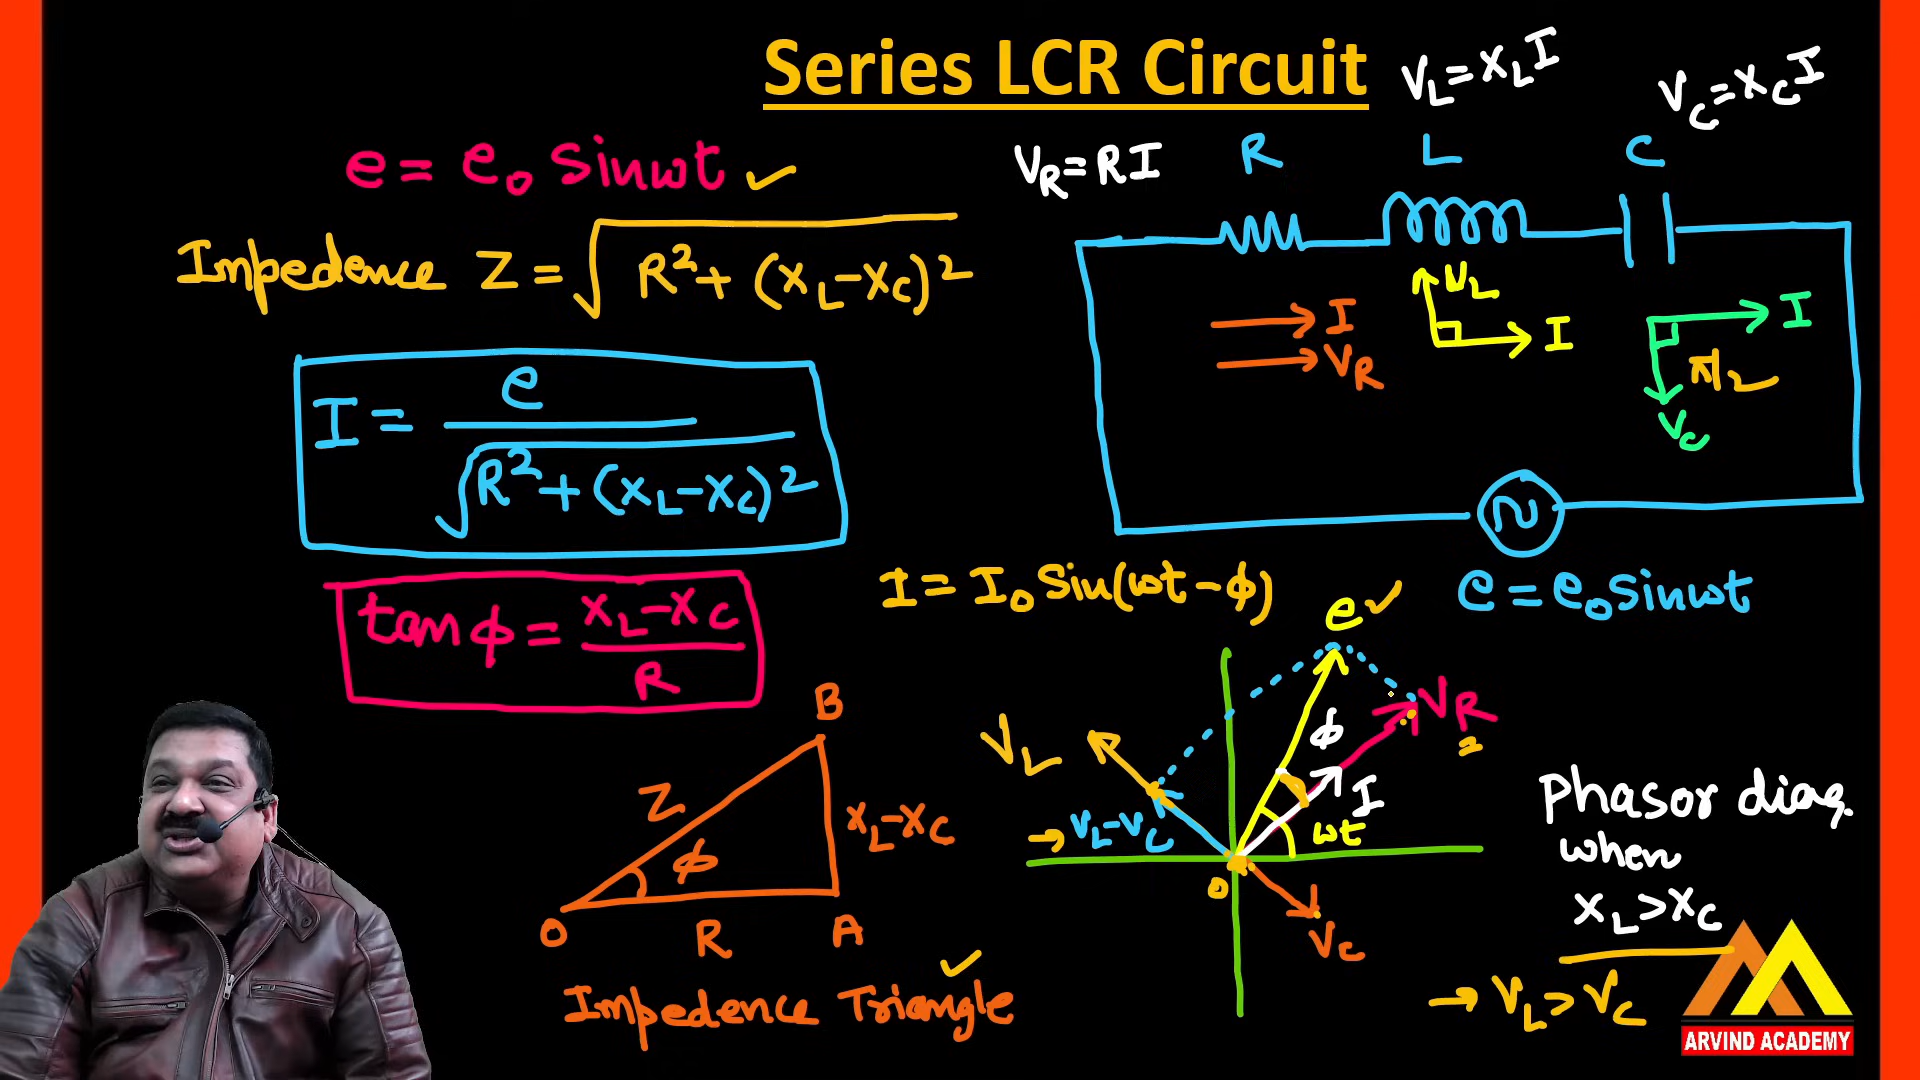 Series LCR Circuit
e = e₀ Sinωt ✓
Impedence Z = √R² + (X_L-X_C)²
I = e / √R² + (X_L-X_C)²
tan ϕ = X_L-X_C / R
B
Z
X_L-X_C
ϕ
O
R
A
Impedence Triangle ✓
V_R = RI
V_L = X_L I
V_C = X_C I
R
L
C
I
V_R
V_L
I
I
π/2
V_C
e = e₀ sinωt
I = I₀ Sin(ωt - ϕ)
e ✓
V_R
ϕ
V_L
I
→ V_L-V_C
ωt
O
V_C
Phasor diag.
when
X_L > X_C
→ V_L > V_C
ARVIND ACADEMY